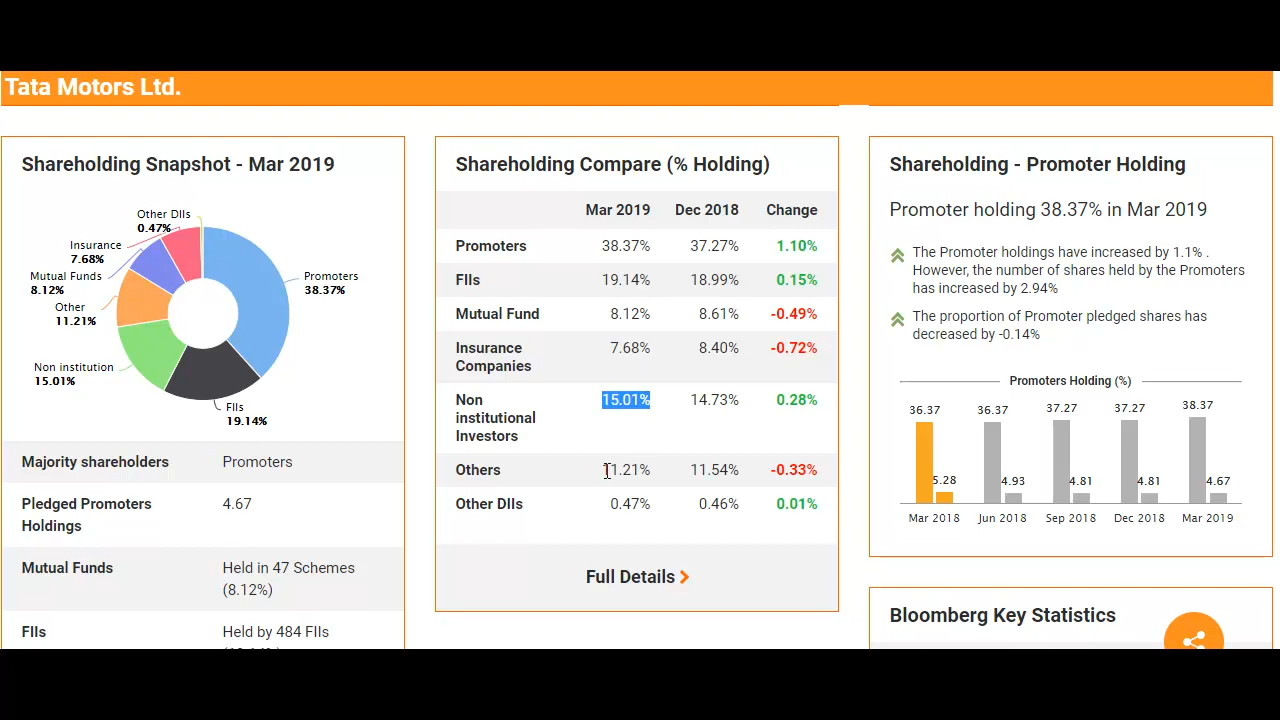 Tata Motors Ltd.
Shareholding Snapshot - Mar 2019
Other DIIs
0.47%
Insurance
7.68%
Mutual Funds
8.12%
Other
11.21%
Non institution
15.01%
FIIs
19.14%
Promoters
38.37%
Majority shareholders Promoters
Pledged Promoters 4.67
Holdings
Mutual Funds Held in 47 Schemes
(8.12%)
FIIs Held by 484 FIIs
Shareholding Compare (% Holding)
Mar 2019 Dec 2018 Change
Promoters 38.37% 37.27% 1.10%
FIIs 19.14% 18.99% 0.15%
Mutual Fund 8.12% 8.61% -0.49%
Insurance 7.68% 8.40% -0.72%
Companies
Non 15.01% 14.73% 0.28%
institutional
Investors
Others 11.21% 11.54% -0.33%
Other DIIs 0.47% 0.46% 0.01%
Full Details
Shareholding - Promoter Holding
Promoter holding 38.37% in Mar 2019
The Promoter holdings have increased by 1.1% .
However, the number of shares held by the Promoters
has increased by 2.94%
The proportion of Promoter pledged shares has
decreased by -0.14%
Promoters Holding (%)
36.37 36.37 37.27 37.27 38.37
5.28 4.93 4.81 4.81 4.67
Mar 2018 Jun 2018 Sep 2018 Dec 2018 Mar 2019
Bloomberg Key Statistics